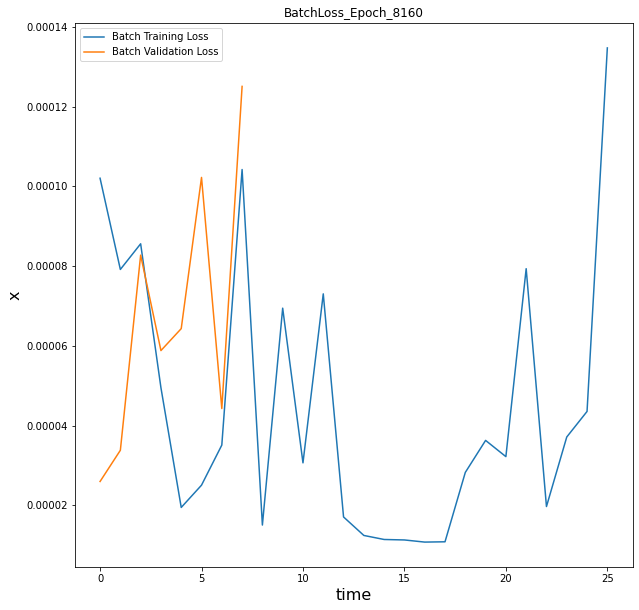 BatchLoss_Epoch_8160
Batch Training Loss
Batch Validation Loss
0.00014
0.00012
0.00010
0.00008
0.00006
0.00004
0.00002
x
0 5 10 15 20 25
time